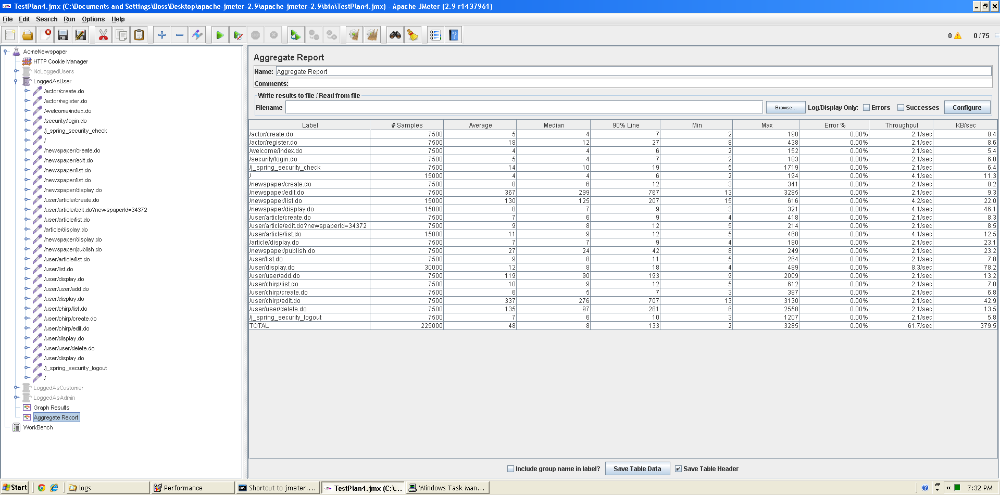 TestPlan4.jmx (C:\Documents and Settings\Boss\Desktop\apache-jmeter-2.9\apache-jmeter-2.9\bin\TestPlan4.jmx) - Apache JMeter (2.9 r1437961)
File Edit Search Run Options Help
0 0 / 75
AcmeNewspaper
HTTP Cookie Manager
NoLoggedUsers
LoggedAsUser
/actor/create.do
/actor/register.do
/welcome/index.do
/security/login.do
/j_spring_security_check
/
/newspaper/create.do
/newspaper/edit.do
/newspaper/list.do
/newspaper/list.do
/newspaper/display.do
/user/article/create.do
/user/article/edit.do?newspaperId=34372
/user/article/list.do
/article/display.do
/newspaper/display.do
/newspaper/publish.do
/user/article/list.do
/user/list.do
/user/display.do
/user/user/add.do
/user/display.do
/user/chirp/list.do
/user/chirp/create.do
/user/chirp/edit.do
/user/display.do
/user/user/delete.do
/user/display.do
/j_spring_security_logout
/
LoggedAsCustomer
LoggedAsAdmin
Graph Results
Aggregate Report
WorkBench
Aggregate Report
Name: Aggregate Report
Comments:
Write results to file / Read from file
Filename Browse... Log/Display Only: Errors Successes Configure
Label # Samples Average Median 90% Line Min Max Error % Throughput KB/sec
/actor/create.do 7500 5 4 7 2 190 0.00% 2.1/sec 8.4
/actor/register.do 7500 18 12 27 8 438 0.00% 2.1/sec 8.6
/welcome/index.do 7500 4 4 6 2 152 0.00% 2.1/sec 5.4
/security/login.do 7500 5 4 7 2 183 0.00% 2.1/sec 6.0
/j_spring_security_check 7500 14 10 19 5 1719 0.00% 2.1/sec 6.4
/ 15000 4 4 6 2 194 0.00% 4.1/sec 11.3
/newspaper/create.do 7500 8 6 12 3 341 0.00% 2.1/sec 8.2
/newspaper/edit.do 7500 367 299 767 13 3285 0.00% 2.1/sec 9.3
/newspaper/list.do 15000 130 125 207 15 616 0.00% 4.2/sec 22.0
/newspaper/display.do 15000 8 7 9 3 321 0.00% 4.1/sec 46.1
/user/article/create.do 7500 7 6 9 4 418 0.00% 2.1/sec 8.3
/user/article/edit.do?newspaperId=34372 7500 9 8 12 5 214 0.00% 2.1/sec 8.5
/user/article/list.do 15000 11 9 12 5 468 0.00% 4.1/sec 12.5
/article/display.do 7500 7 7 9 4 180 0.00% 2.1/sec 23.1
/newspaper/publish.do 7500 27 24 42 8 249 0.00% 2.1/sec 23.2
/user/list.do 7500 9 8 11 5 264 0.00% 2.1/sec 7.8
/user/display.do 30000 12 8 18 4 489 0.00% 8.3/sec 78.2
/user/user/add.do 7500 119 90 193 9 2009 0.00% 2.1/sec 13.2
/user/chirp/list.do 7500 10 9 12 5 612 0.00% 2.1/sec 7.0
/user/chirp/create.do 7500 6 5 7 3 387 0.00% 2.1/sec 6.8
/user/chirp/edit.do 7500 337 276 707 13 3130 0.00% 2.1/sec 42.9
/user/user/delete.do 7500 135 97 281 6 2558 0.00% 2.1/sec 13.5
/j_spring_security_logout 7500 7 6 10 3 1207 0.00% 2.1/sec 5.8
TOTAL 225000 48 8 133 2 3285 0.00% 61.7/sec 379.5
Include group name in label? Save Table Data Save Table Header
Start logs Performance Shortcut to jmeter.... TestPlan4.jmx (C:\... Windows Task Man... « 7:32 PM